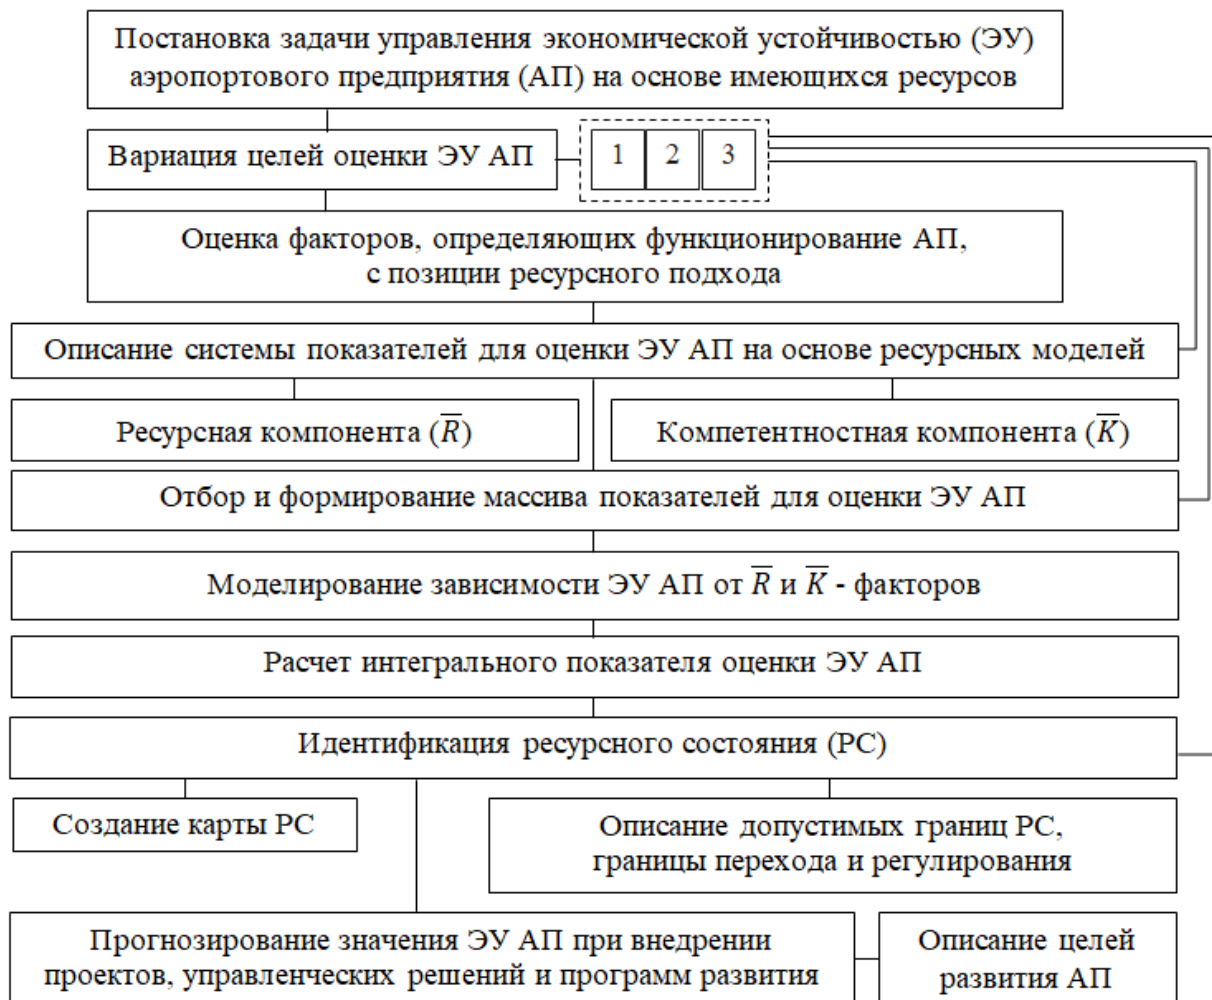 Постановка задачи управления экономической устойчивостью (ЭУ)
аэропортового предприятия (АП) на основе имеющихся ресурсов
Вариация целей оценки ЭУ АП
1 2 3
Оценка факторов, определяющих функционирование АП,
с позиции ресурсного подхода
Описание системы показателей для оценки ЭУ АП на основе ресурсных моделей
Ресурсная компонента (R̅)
Компетентностная компонента (K̅)
Отбор и формирование массива показателей для оценки ЭУ АП
Моделирование зависимости ЭУ АП от R̅ и K̅ - факторов
Расчет интегрального показателя оценки ЭУ АП
Идентификация ресурсного состояния (РС)
Создание карты РС
Описание допустимых границ РС,
границы перехода и регулирования
Прогнозирование значения ЭУ АП при внедрении
проектов, управленческих решений и программ развития
Описание целей
развития АП